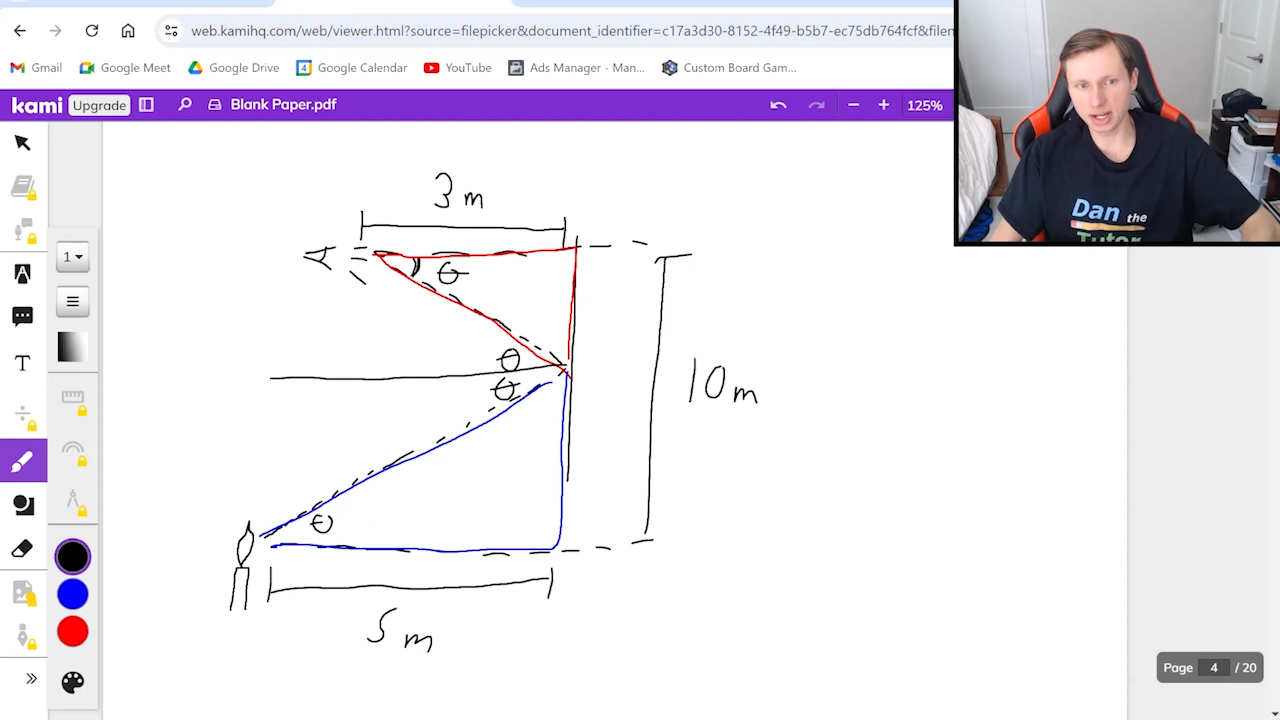 web.kamihq.com/web/viewer.html?source=filepicker&document_identifier=c17a3d30-8152-4f49-b5b7-ec75db764fcf&filen
Gmail Google Meet Google Drive 4 Google Calendar YouTube Ads Manager - Man... Custom Board Gam...
kami Upgrade Blank Paper.pdf 125%
Dan the
Tutor
T
1
A
3 m
θ
θ
θ
10 m
θ
5 m
Page 4 / 20